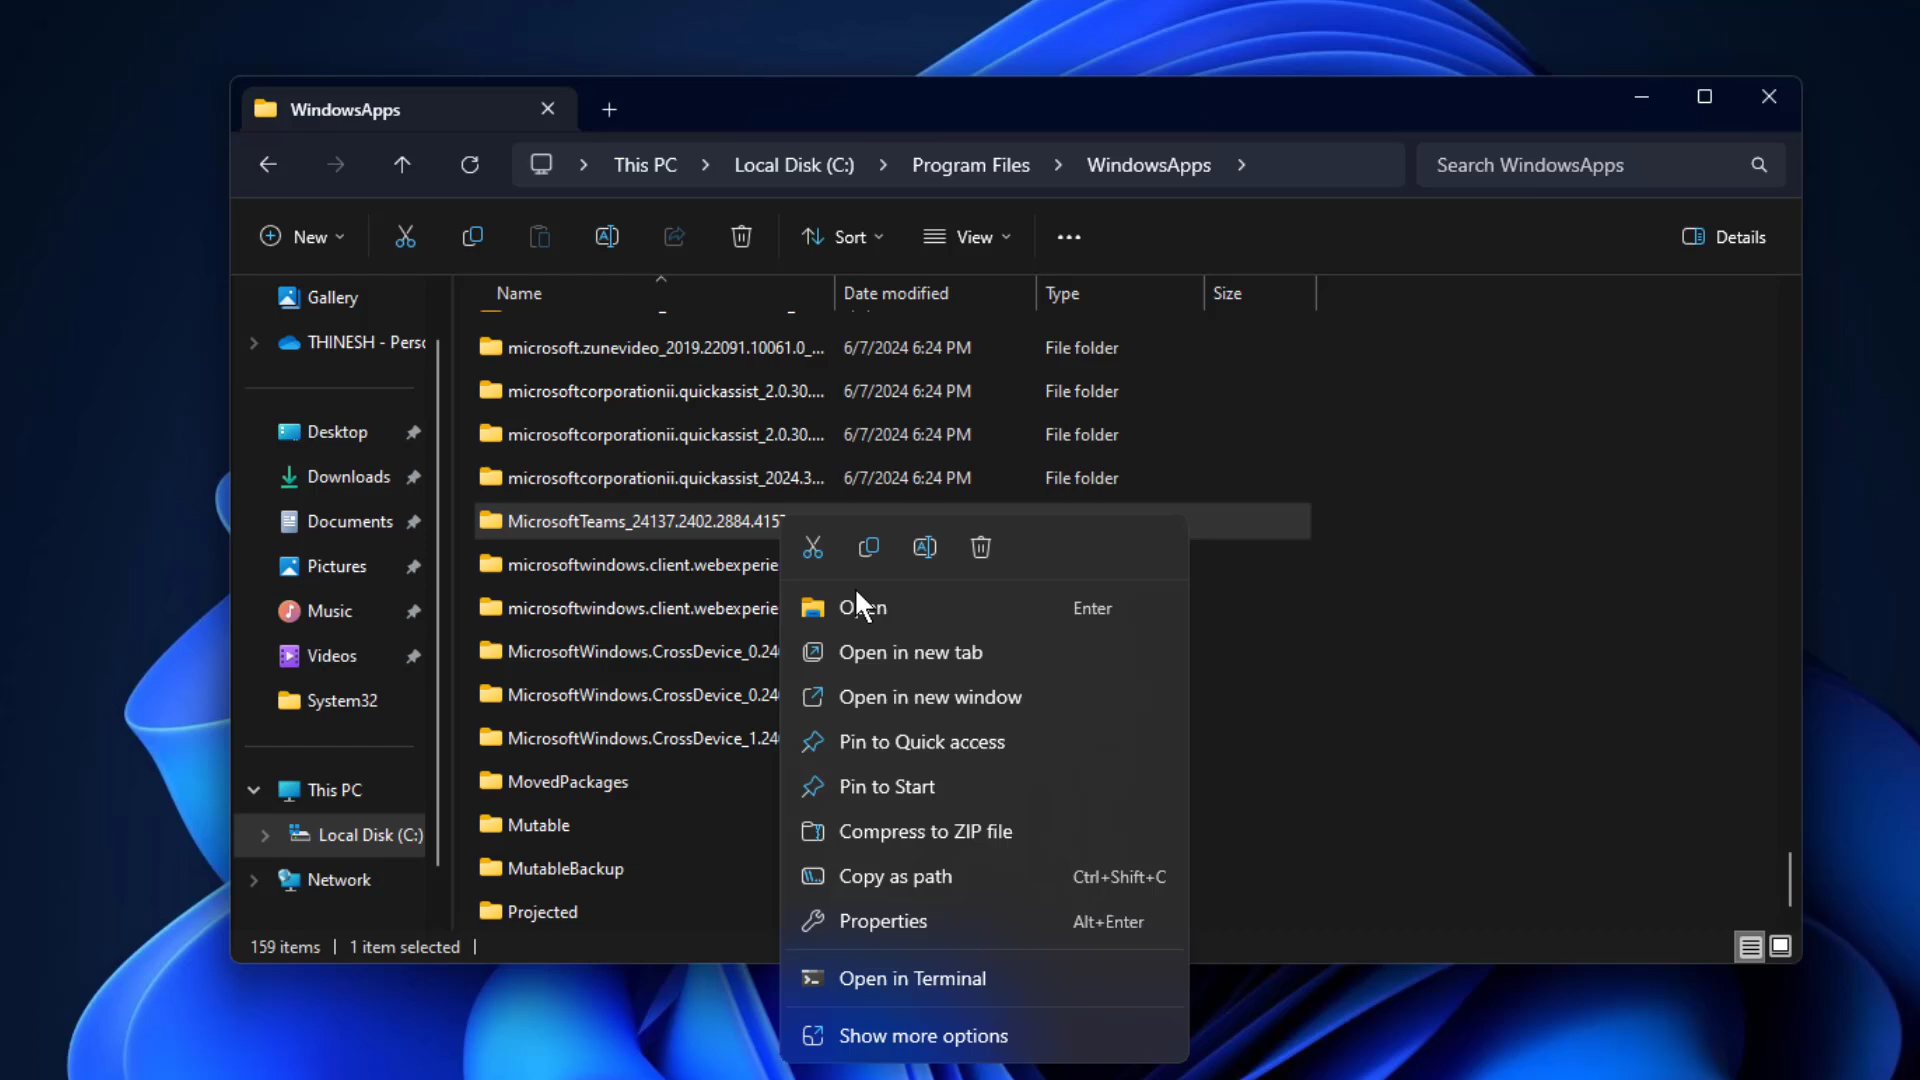 WindowsApps
This PC
Local Disk (C:)
Program Files
WindowsApps
Search WindowsApps
New
Sort
View
Details
Name
Date modified
Type
Size
Gallery
THINESH - Perso
Desktop
Downloads
Documents
Pictures
Music
Videos
System32
This PC
Local Disk (C:)
Network
microsoft.zunevideo_2019.22091.10061.0_... 6/7/2024 6:24 PM File folder
microsoftcorporationii.quickassist_2.0.30.... 6/7/2024 6:24 PM File folder
microsoftcorporationii.quickassist_2.0.30.... 6/7/2024 6:24 PM File folder
microsoftcorporationii.quickassist_2024.3... 6/7/2024 6:24 PM File folder
MicrosoftTeams_24137.2402.2884.4157
microsoftwindows.client.webexperie
microsoftwindows.client.webexperie
MicrosoftWindows.CrossDevice_0.240
MicrosoftWindows.CrossDevice_0.240
MicrosoftWindows.CrossDevice_1.240
MovedPackages
Mutable
MutableBackup
Projected
Open Enter
Open in new tab
Open in new window
Pin to Quick access
Pin to Start
Compress to ZIP file
Copy as path Ctrl+Shift+C
Properties Alt+Enter
Open in Terminal
Show more options
159 items
1 item selected